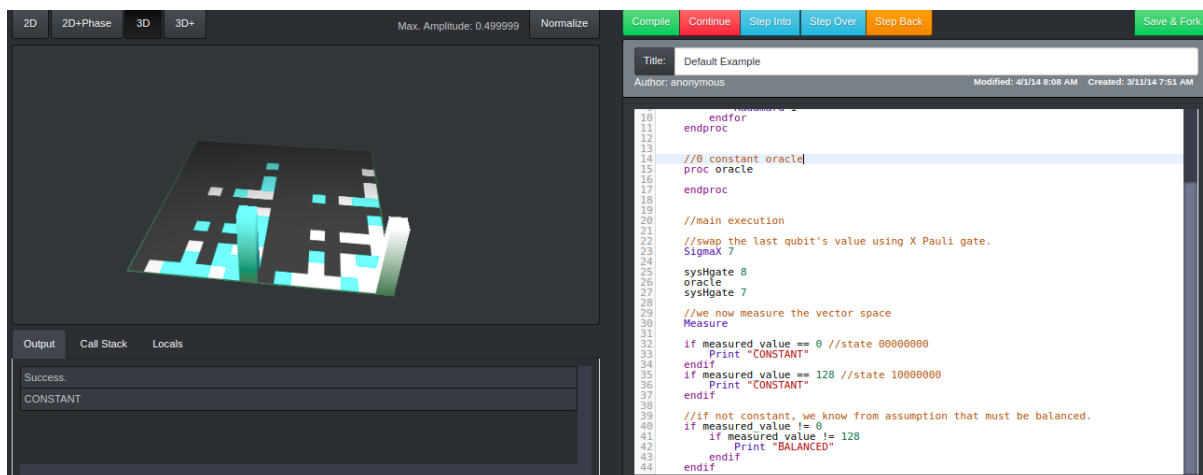 2D 2D+Phase 3D 3D+ Max. Amplitude: 0.499999 Normalize
Output Call Stack Locals
Success.
CONSTANT
Compile Continue Step Into Step Over Step Back Save & Fork
Title: Default Example
Author: anonymous Modified: 4/1/14 8:08 AM Created: 3/11/14 7:51 AM
10 endfor
11 endproc
12
13
14 //0 constant oracle
15 proc oracle
16
17 endproc
18
19
20 //main execution
21
22 //swap the last qubit's value using X Pauli gate.
23 SigmaX 7
24
25 sysHgate 8
26 oracle
27 sysHgate 7
28
29 //we now measure the vector space
30 Measure
31
32 if measured_value == 0 //state 00000000
33 Print "CONSTANT"
34 endif
35 if measured_value == 128 //state 10000000
36 Print "CONSTANT"
37 endif
38
39 //if not constant, we know from assumption that must be balanced.
40 if measured_value != 0
41 if measured_value != 128
42 Print "BALANCED"
43 endif
44 endif